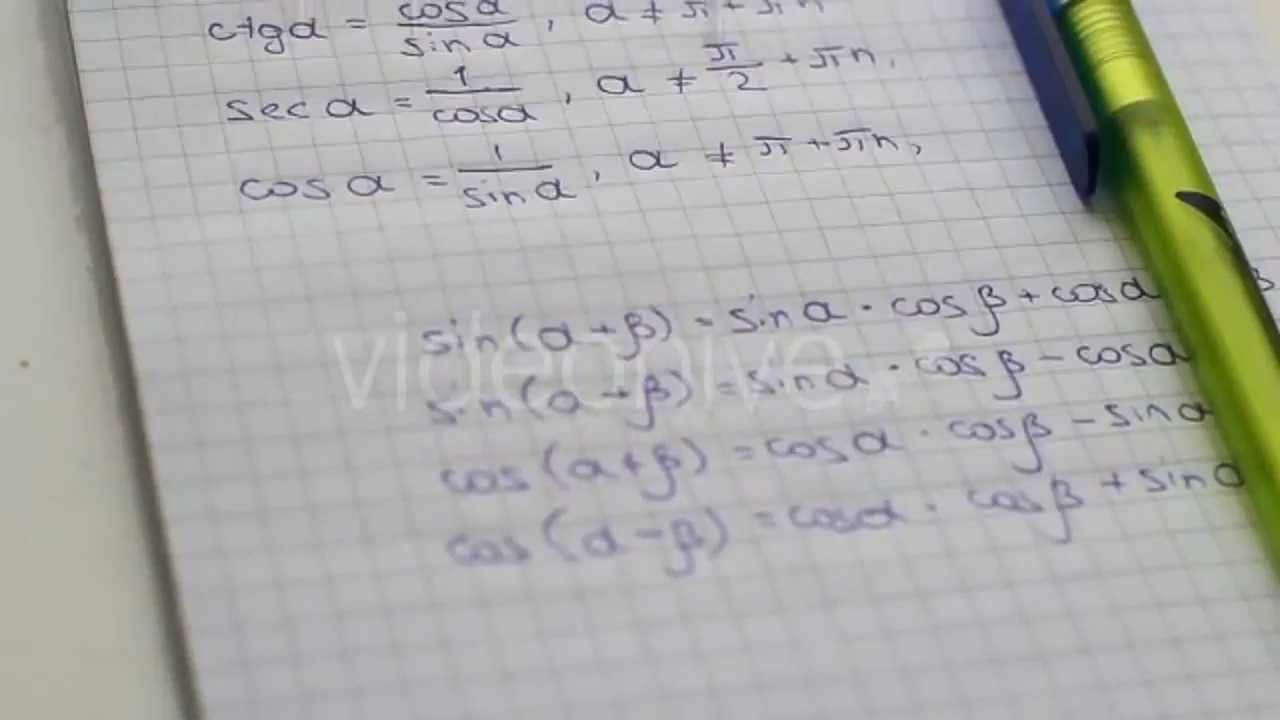 ctgα = cosα/sinα, α ≠ π + πn
secα = 1/cosα, α ≠ π/2 + πn,
cosα = 1/sinα, α ≠ π + πn,
sin(α+β) = sinα · cosβ + cosα β
sin(α+β) = sinα · cosβ - cosα
cos(α+β) = cosα · cosβ - sinα
cos(α-β) = cosα · cosβ + sinα
videohive